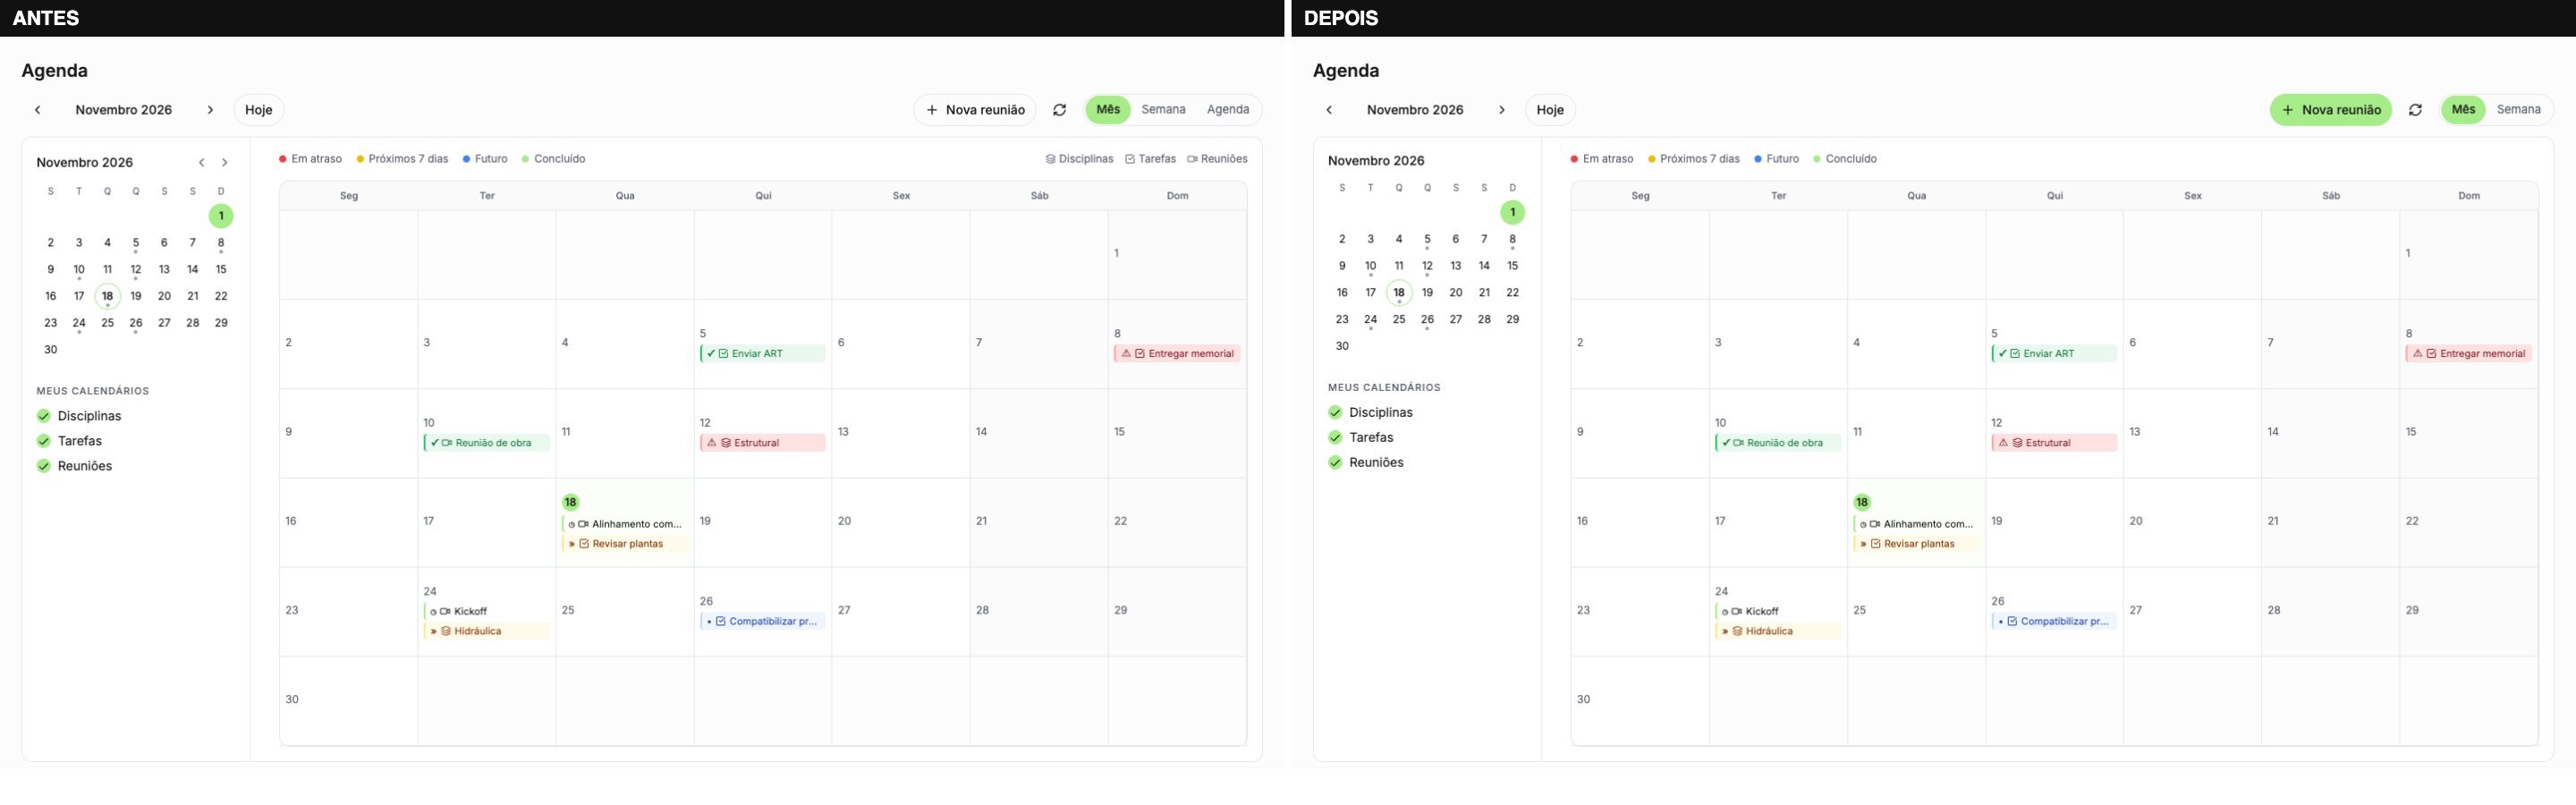 ANTES
Agenda
Novembro 2026 Hoje + Nova reunião Mês Semana Agenda
Novembro 2026
S T Q Q S S D
1
2 3 4 5 6 7 8
9 10 11 12 13 14 15
16 17 18 19 20 21 22
23 24 25 26 27 28 29
30
MEUS CALENDÁRIOS
Disciplinas
Tarefas
Reuniões
Em atraso Próximos 7 dias Futuro Concluído Disciplinas Tarefas Reuniões
Seg Ter Qua Qui Sex Sáb Dom
1
2 3 4 5 6 7 8
Enviar ART Entregar memorial
9 10 11 12 13 14 15
Reunião de obra Estrutural
16 17 18 19 20 21 22
Alinhamento com...
Revisar plantas
23 24 25 26 27 28 29
Kickoff Compatibilizar pr...
Hidráulica
30
DEPOIS
Agenda
Novembro 2026 Hoje + Nova reunião Mês Semana
Novembro 2026
S T Q Q S S D
1
2 3 4 5 6 7 8
9 10 11 12 13 14 15
16 17 18 19 20 21 22
23 24 25 26 27 28 29
30
MEUS CALENDÁRIOS
Disciplinas
Tarefas
Reuniões
Em atraso Próximos 7 dias Futuro Concluído
Seg Ter Qua Qui Sex Sáb Dom
1
2 3 4 5 6 7 8
Enviar ART Entregar memorial
9 10 11 12 13 14 15
Reunião de obra Estrutural
16 17 18 19 20 21 22
Alinhamento com...
Revisar plantas
23 24 25 26 27 28 29
Kickoff Compatibilizar pr...
Hidráulica
30